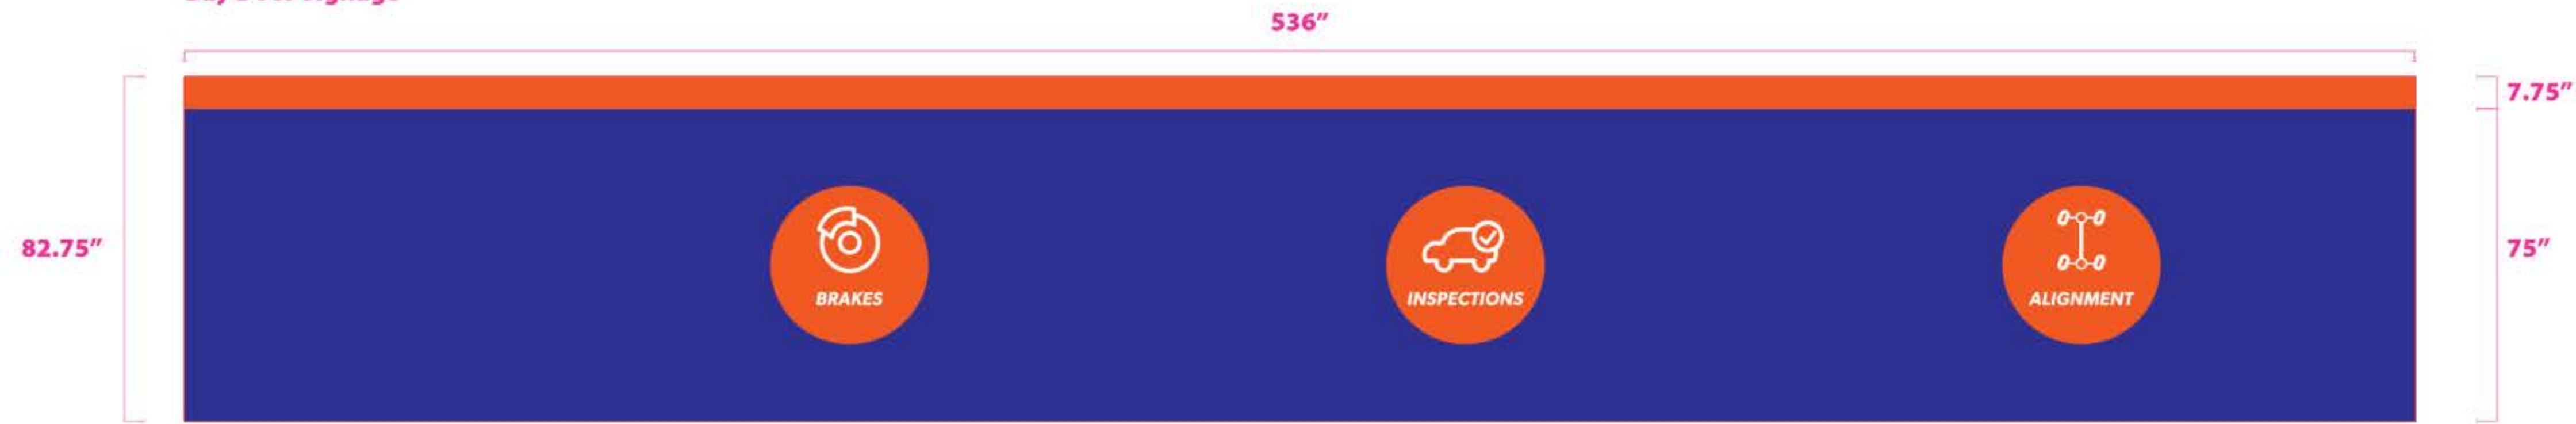 536”
7.75”
82.75”
75”
BRAKES
INSPECTIONS
ALIGNMENT